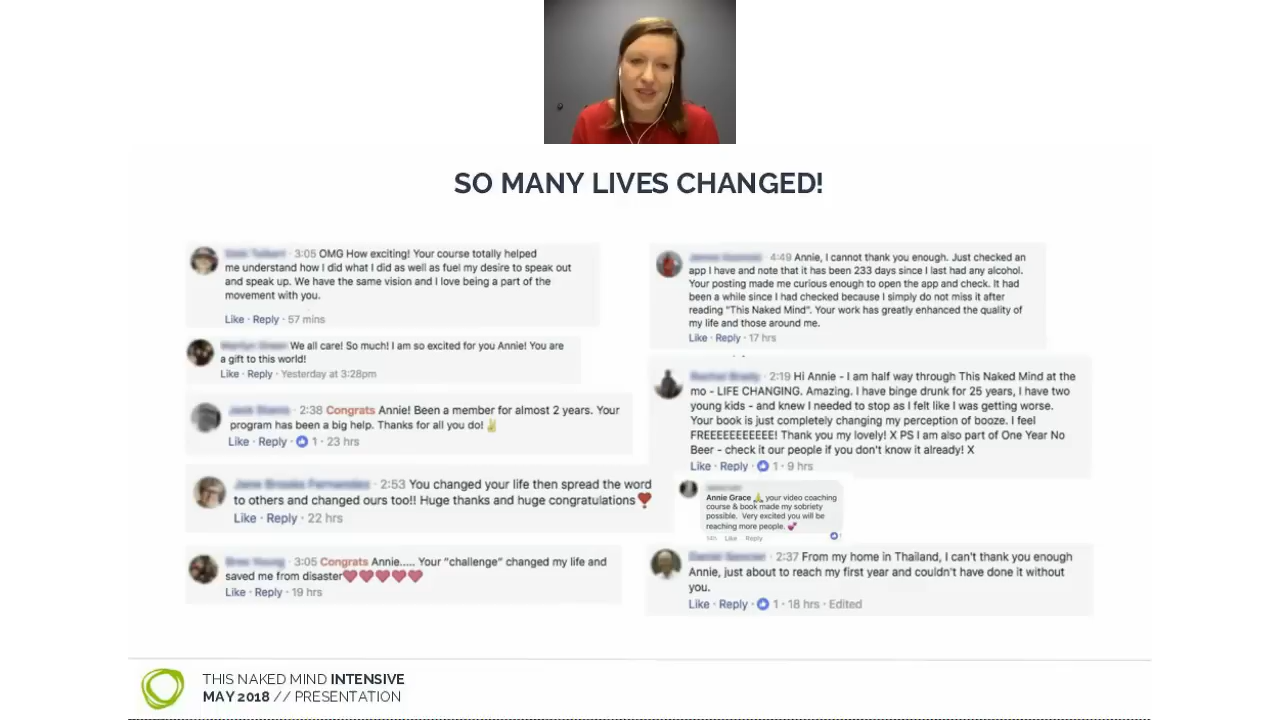 SO MANY LIVES CHANGED!
· 3:05 OMG How exciting! Your course totally helped
me understand how I did what I did as well as fuel my desire to speak out
and speak up. We have the same vision and I love being a part of the
movement with you.
Like · Reply · 57 mins
We all care! So much! I am so excited for you Annie! You are
a gift to this world!
Like · Reply · Yesterday at 3:28pm
· 2:38 Congrats Annie! Been a member for almost 2 years. Your
program has been a big help. Thanks for all you do! ✌
Like · Reply · 1 · 23 hrs
· 2:53 You changed your life then spread the word
to others and changed ours too!! Huge thanks and huge congratulations❣
Like · Reply · 22 hrs
· 3:05 Congrats Annie..... Your "challenge" changed my life and
saved me from disaster❤❤❤❤❤
Like · Reply · 19 hrs
· 4:49 Annie, I cannot thank you enough. Just checked an
app I have and note that it has been 233 days since I last had any alcohol.
Your posting made me curious enough to open the app and check. It had
been a while since I had checked because I simply do not miss it after
reading "This Naked Mind". Your work has greatly enhanced the quality of
my life and those around me.
Like · Reply · 17 hrs
· 2:19 Hi Annie - I am half way through This Naked Mind at the
mo - LIFE CHANGING. Amazing. I have binge drunk for 25 years, I have two
young kids - and knew I needed to stop as I felt like I was getting worse.
Your book is just completely changing my perception of booze. I feel
FREEEEEEEEEE! Thank you my lovely! X PS I am also part of One Year No
Beer - check it our people if you don't know it already! X
Like · Reply · 1 · 9 hrs
Annie Grace 🙏 your video coaching
course & book made my sobriety
possible. Very excited you will be
reaching more people. 💕
Like Reply
· 2:37 From my home in Thailand, I can't thank you enough
Annie, just about to reach my first year and couldn't have done it without
you.
Like · Reply · 1 · 18 hrs · Edited
THIS NAKED MIND INTENSIVE
MAY 2018 // PRESENTATION